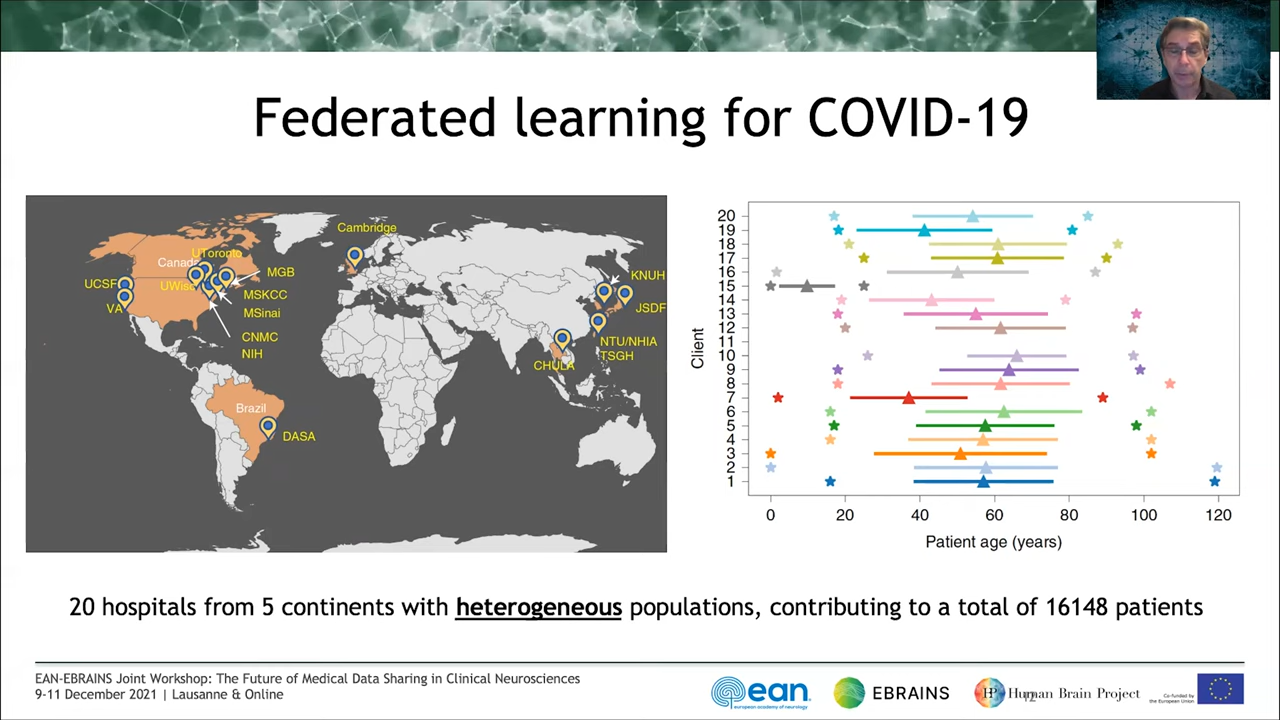 Federated learning for COVID-19
Cambridge
UToronto
Canada
MGB
KNUH
UCSF
UWisc
MSKCC
VA
JSDF
MSinai
CNMC
NTU/NHIA
NIH
TSGH
CHULA
Brazil
DASA
Client
20
19
18
17
16
15
14
13
12
11
10
9
8
7
6
5
4
3
2
1
0 20 40 60 80 100 120
Patient age (years)
20 hospitals from 5 continents with heterogeneous populations, contributing to a total of 16148 patients
EAN-EBRAINS Joint Workshop: The Future of Medical Data Sharing in Clinical Neurosciences
9-11 December 2021 | Lausanne & Online
ean.
european academy of neurology
EBRAINS
HP Human Brain Project
12
Co-funded by
the European Union